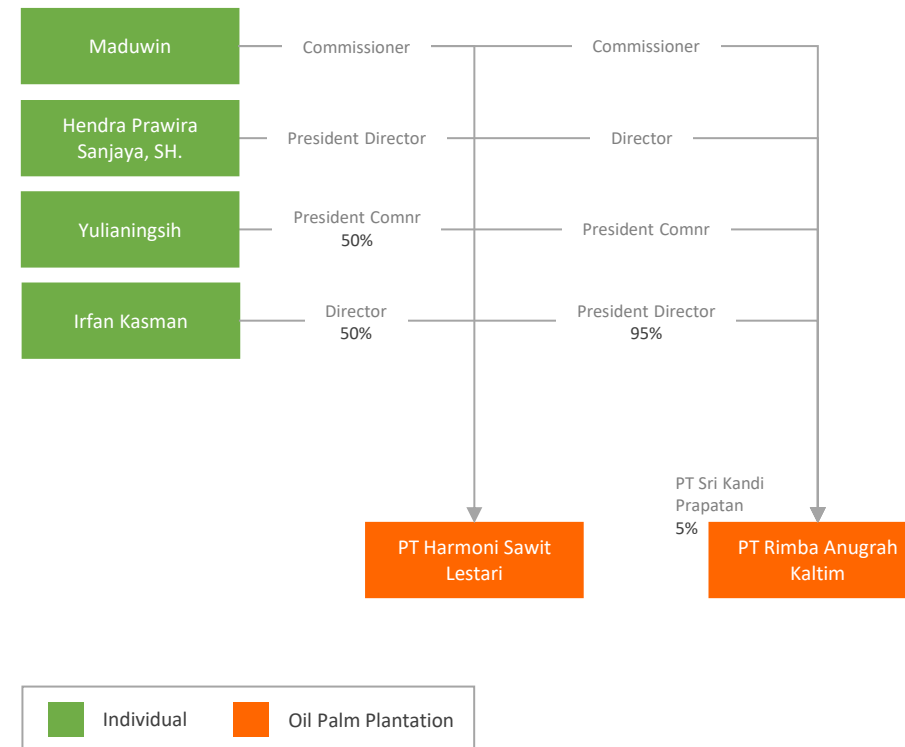 Maduwin
Commissioner
Commissioner
Hendra Prawira
Sanjaya, SH.
President Director
Director
Yulianingsih
President Comnr
50%
President Comnr
Irfan Kasman
Director
50%
President Director
95%
PT Sri Kandi
Prapatan
5%
PT Harmoni Sawit
Lestari
PT Rimba Anugrah
Kaltim
Individual
Oil Palm Plantation